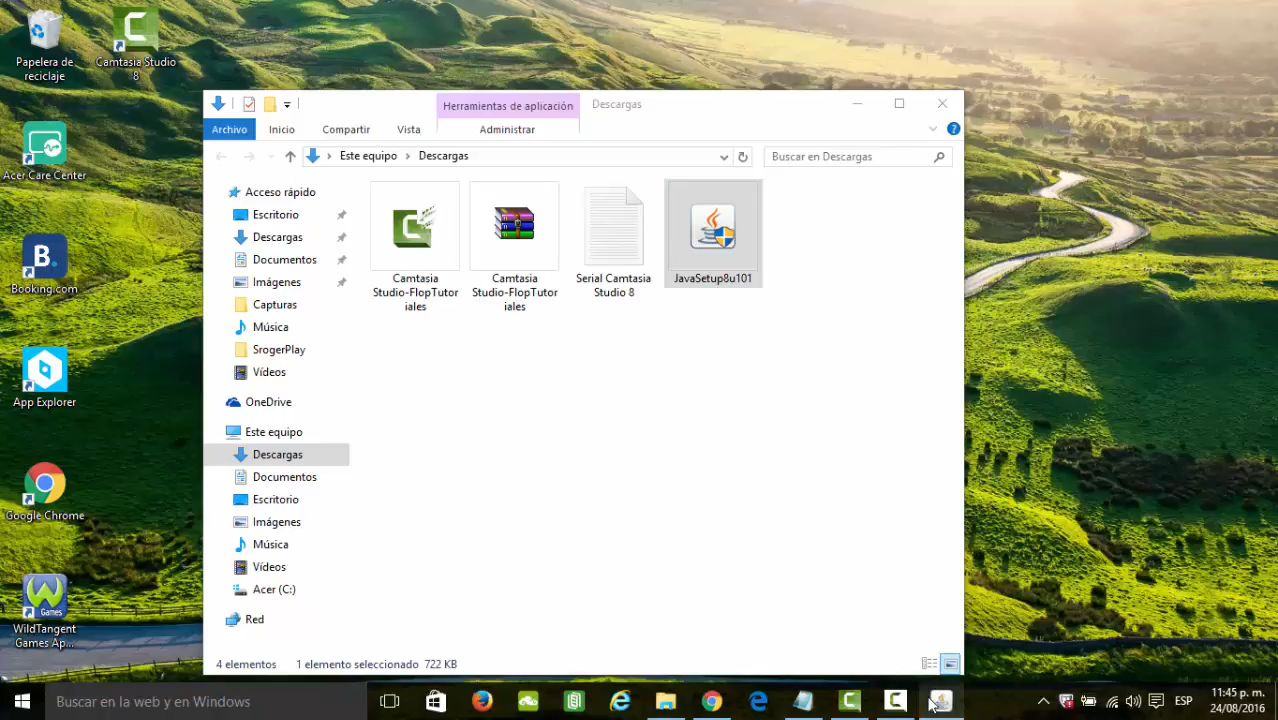 Papelera de
reciclaje
Camtasia Studio
8
Acer Care Center
B.
Booking.com
App Explorer
Google Chrome
Games
WildTangent
Games Ap...
Herramientas de aplicación
Descargas
Archivo
Inicio
Compartir
Vista
Administrar
Este equipo
Descargas
Buscar en Descargas
Acceso rápido
Escritorio
Descargas
Documentos
Imágenes
Capturas
Música
SrogerPlay
Vídeos
OneDrive
Este equipo
Descargas
Documentos
Escritorio
Imágenes
Música
Vídeos
Acer (C:)
Red
Camtasia
Studio-FlopTutor
iales
Camtasia
Studio-FlopTutor
iales
Serial Camtasia
Studio 8
JavaSetup8u101
4 elementos
1 elemento seleccionado 722 KB
Buscar en la web y en Windows
ESP
11:45 p. m.
24/08/2016